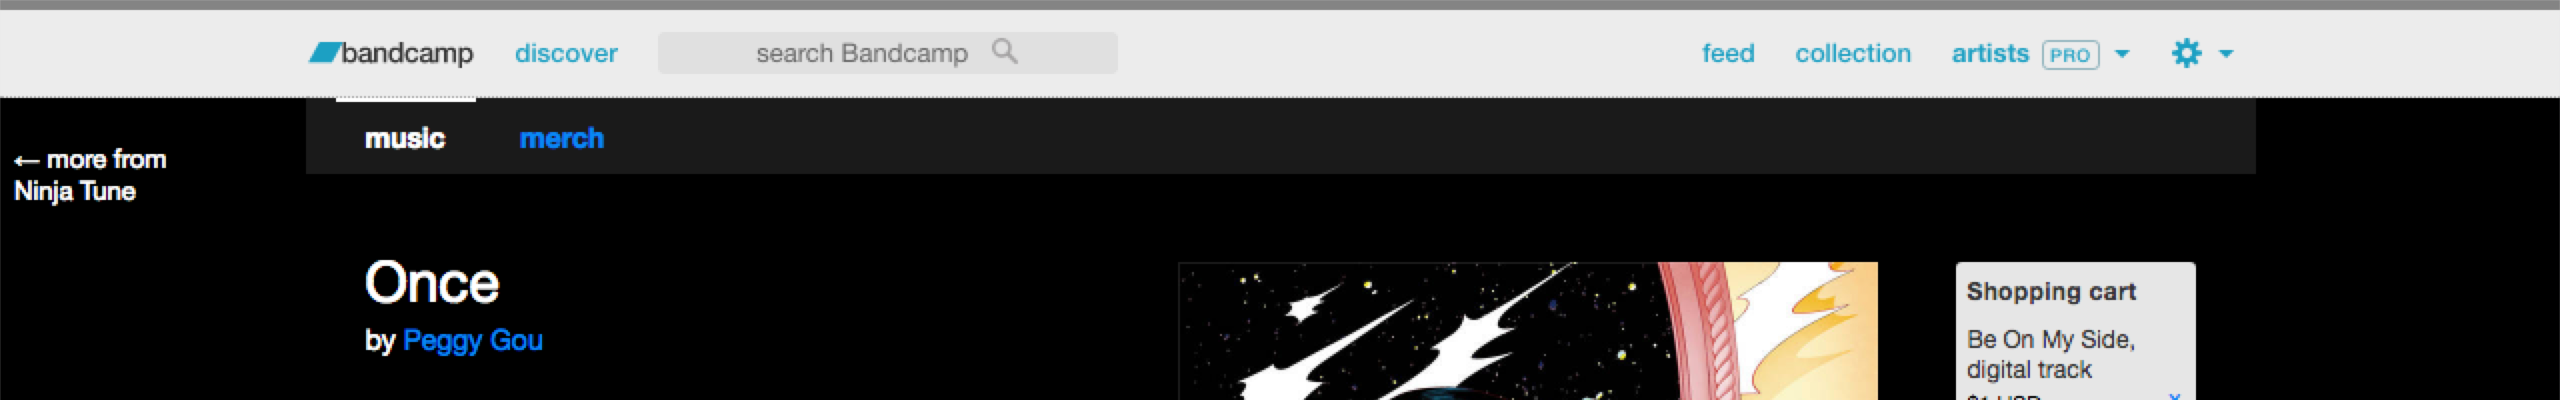 bandcamp discover search Bandcamp feed collection artists PRO
music merch
← more from
Ninja Tune
Once
by Peggy Gou
Shopping cart
Be On My Side,
digital track